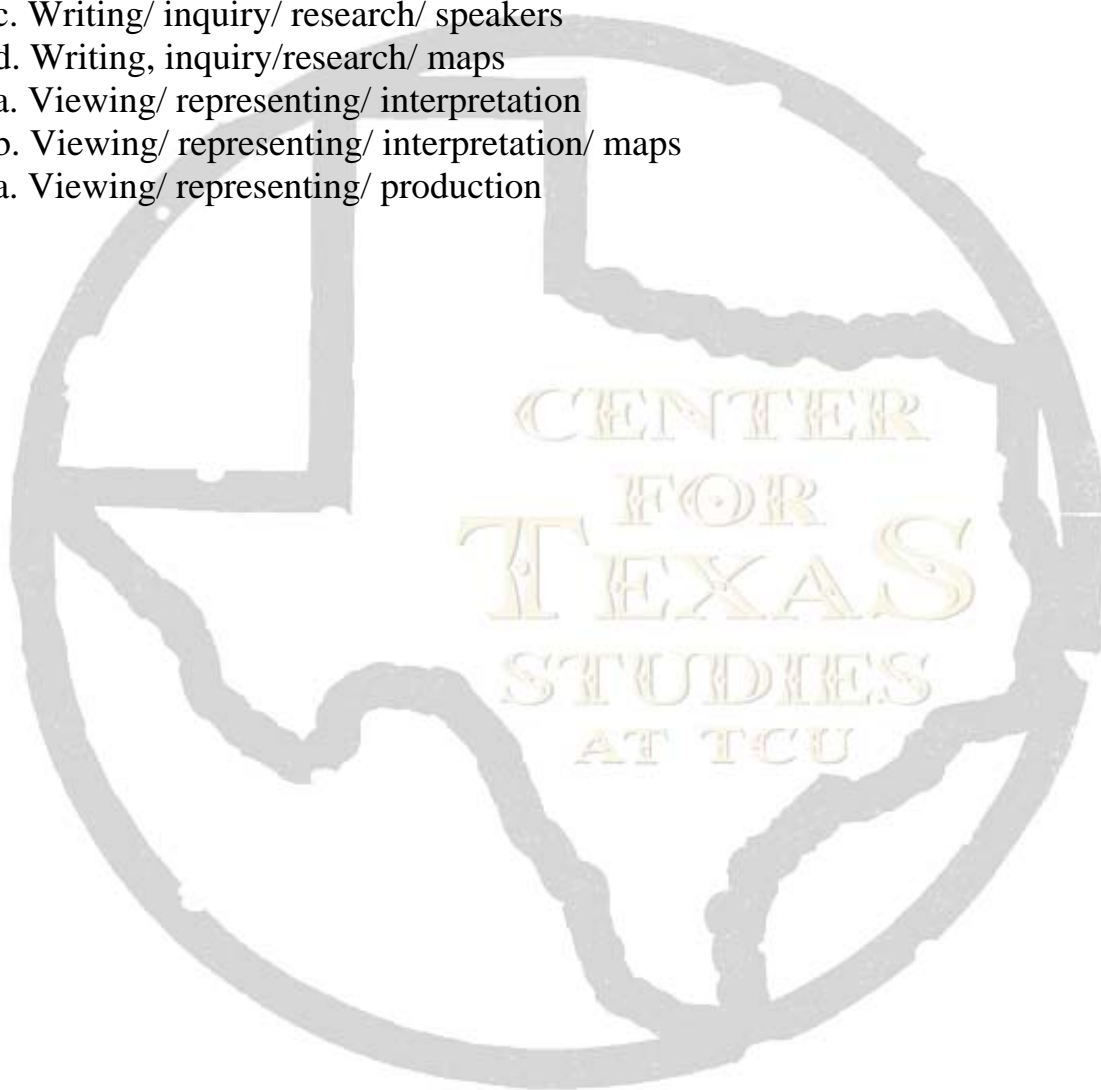 c. Writing/ inquiry/ research/ speakers
d. Writing, inquiry/research/ maps
a. Viewing/ representing/ interpretation
b. Viewing/ representing/ interpretation/ maps
a. Viewing/ representing/ production
CENTER
FOR
TEXAS
STUDIES
AT TCU